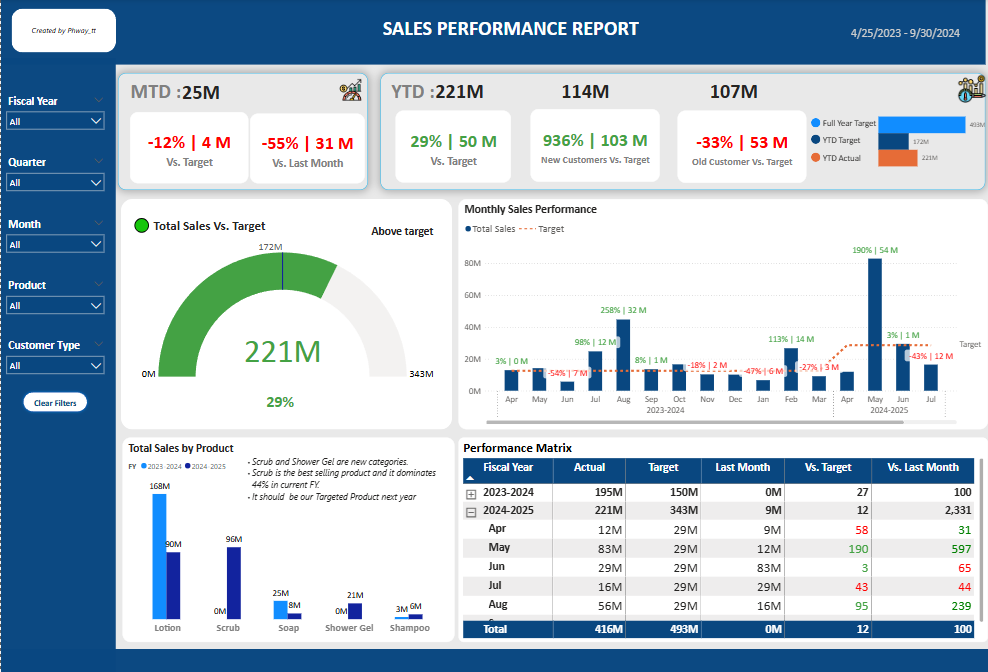 Created by Phway_tt
SALES PERFORMANCE REPORT
4/25/2023 - 9/30/2024
Fiscal Year
All
Quarter
All
Month
All
Product
All
Customer Type
All
Clear Filters
MTD :25M
-12% | 4 M
Vs. Target
-55% | 31 M
Vs. Last Month
YTD :221M
114M
107M
29% | 50 M
Vs. Target
936% | 103 M
New Customers Vs. Target
-33% | 53 M
Old Customer Vs. Target
Full Year Target
493M
YTD Target
172M
YTD Actual
221M
Total Sales Vs. Target
Above target
172M
221M
0M
343M
29%
Monthly Sales Performance
Total Sales
Target
80M
60M
40M
20M
0M
3% | 0 M
-54% | 7 M
98% | 12 M
258% | 32 M
8% | 1 M
-18% | 2 M
-47% | 6 M
113% | 14 M
-27% | 3 M
190% | 54 M
3% | 1 M
-43% | 12 M
Target
Apr May Jun Jul Aug Sep Oct Nov Dec Jan Feb Mar Apr May Jun Jul
2023-2024 2024-2025
Total Sales by Product
FY 2023-2024 2024-2025
- Scrub and Shower Gel are new categories.
- Scrub is the best selling product and it dominates
44% in current FY.
- It should be our Targeted Product next year
168M
90M
0M
96M
25M
8M
0M
21M
3M
6M
Lotion Scrub Soap Shower Gel Shampoo
Performance Matrix
Fiscal Year Actual Target Last Month Vs. Target Vs. Last Month
2023-2024 195M 150M 0M 27 100
2024-2025 221M 343M 9M 12 2,331
Apr 12M 29M 9M 58 31
May 83M 29M 12M 190 597
Jun 29M 29M 83M 3 65
Jul 16M 29M 29M 43 44
Aug 56M 29M 16M 95 239
Total 416M 493M 0M 12 100